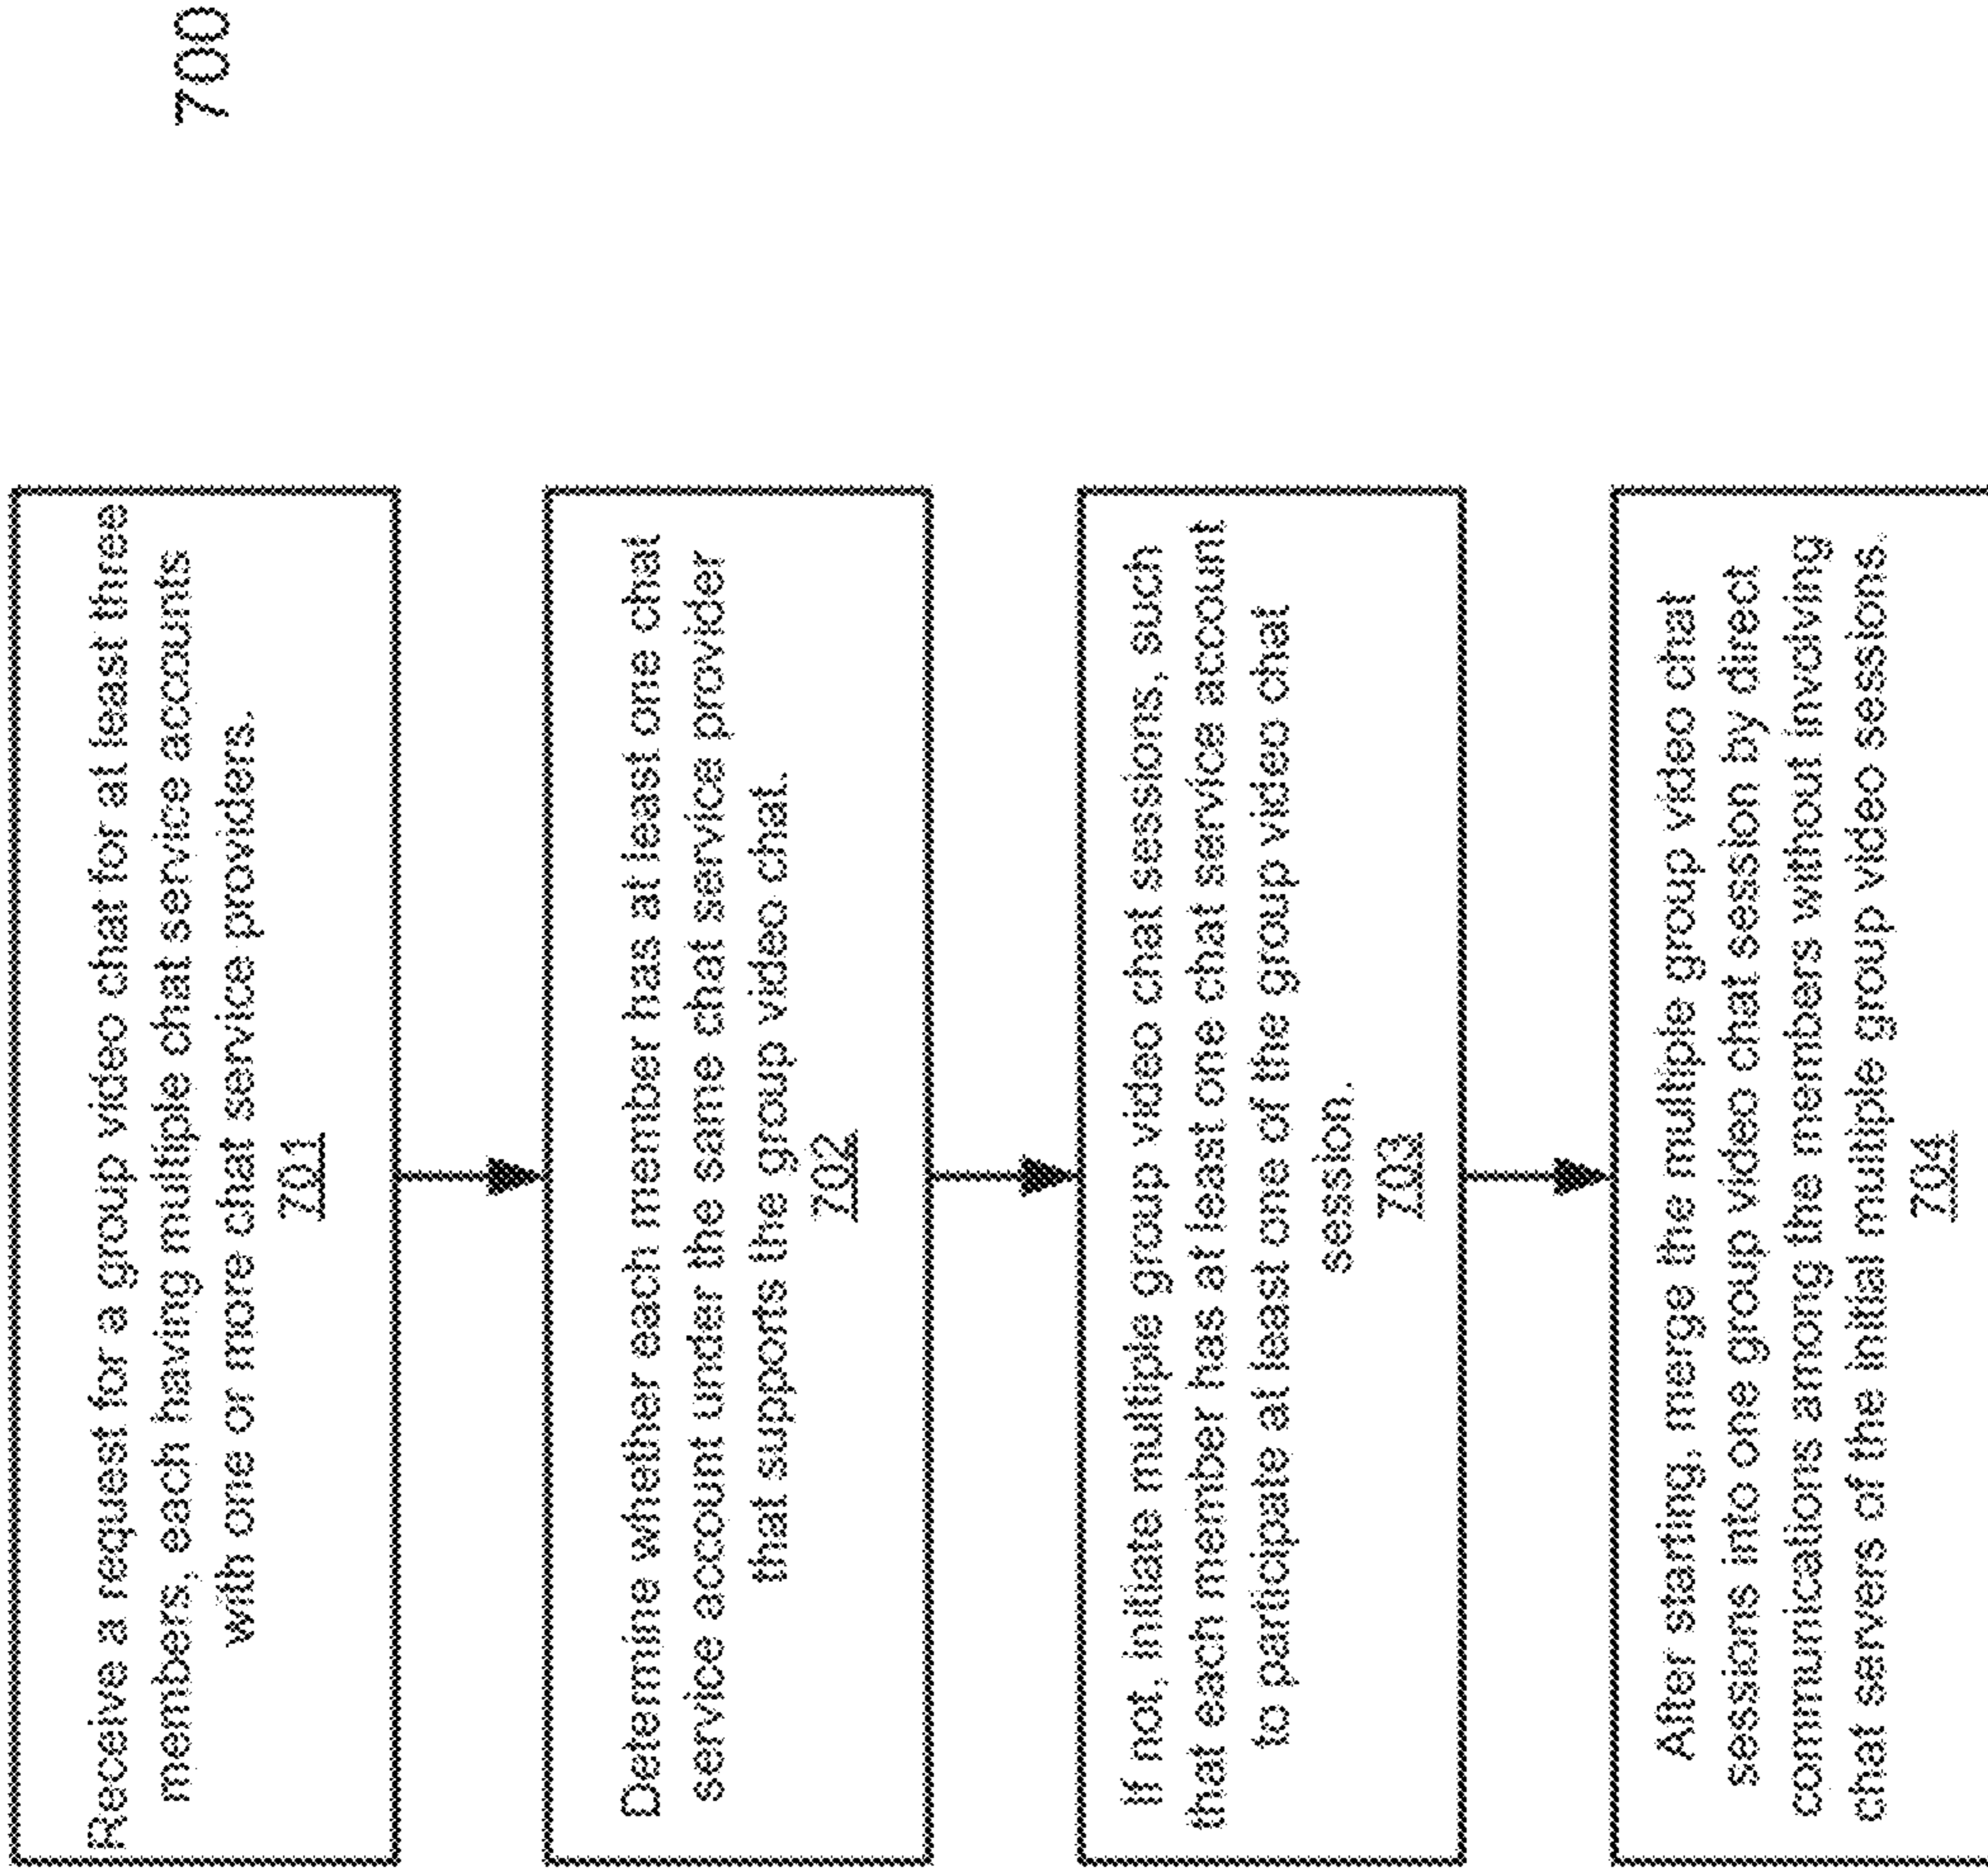 700
Receive a request for a group video chat for at least three
members, each having multiple chat service accounts
with one or more chat service providers.
701
Determine whether each member has at least one chat
service account under the same chat service provider
that supports the group video chat.
702
If not, initiate multiple group video chat sessions, such
that each member has at least one chat service account
to participate at least one of the group video chat
session.
703
After starting, merge the multiple group video chat
sessions into one group video chat session by direct
communications among the members without involving
chat servers of the initial multiple group video sessions.
704